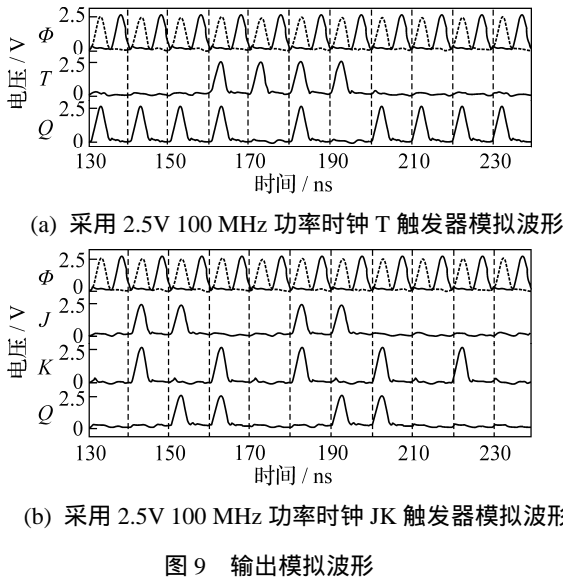 电压 / V
Φ 2.5
0
T 2.5
0
Q 2.5
0
130 150 170 190 210 230
时间 / ns
(a) 采用 2.5V 100 MHz 功率时钟 T 触发器模拟波形
电压 / V
Φ 2.5
0
J 2.5
0
K 2.5
0
Q 2.5
0
130 150 170 190 210 230
时间 / ns
(b) 采用 2.5V 100 MHz 功率时钟 JK 触发器模拟波形
图 9 输出模拟波形